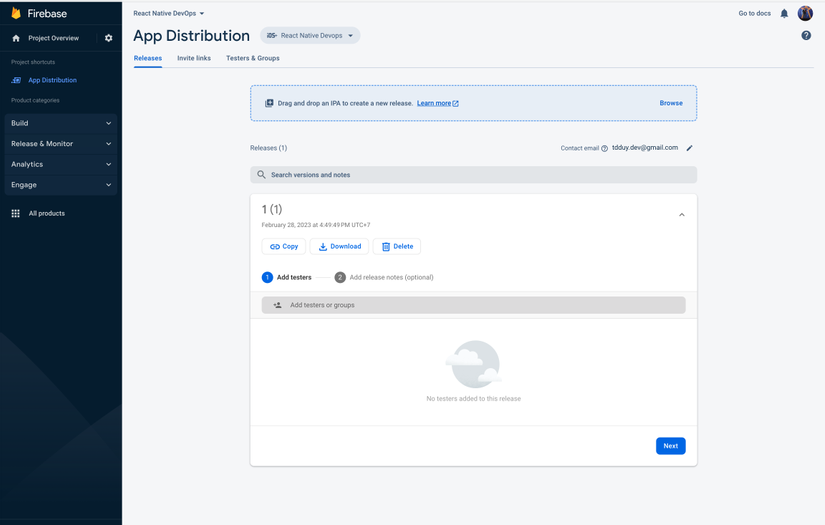 Firebase
Project Overview
Project shortcuts
App Distribution
Product categories
Build
Release & Monitor
Analytics
Engage
All products
React Native DevOps
Go to docs
App Distribution
React Native Devops
Releases
Invite links
Testers & Groups
Drag and drop an IPA to create a new release. Learn more
Browse
Releases (1)
Contact email
tdduy.dev@gmail.com
Search versions and notes
1 (1)
February 28, 2023 at 4:49:49 PM UTC+7
Copy
Download
Delete
1 Add testers
2 Add release notes (optional)
Add testers or groups
No testers added to this release
Next